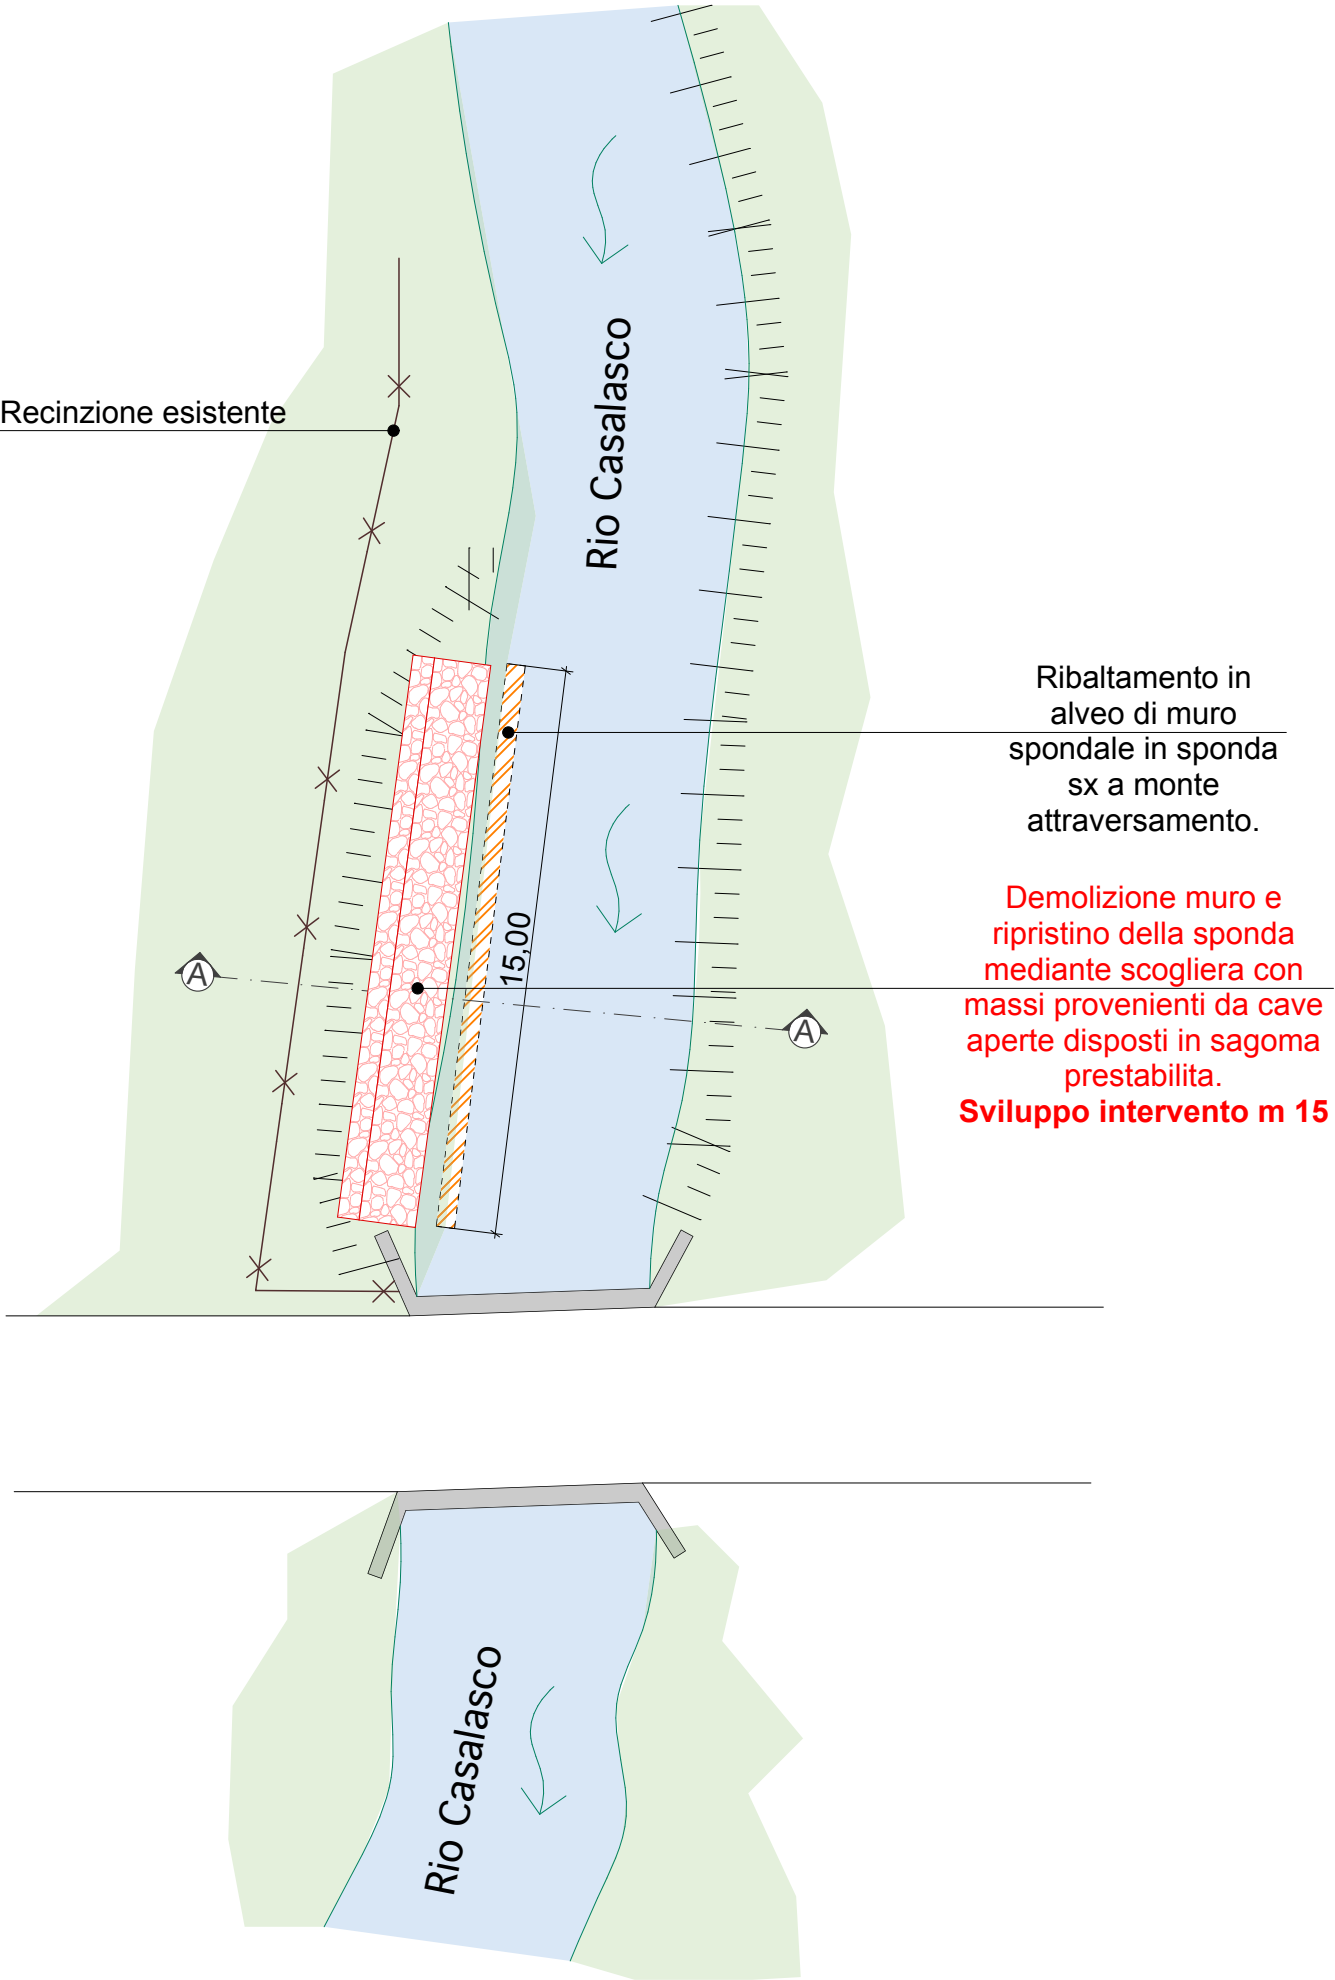 Rio Casalasco
Recinzione esistente
Ribaltamento in
alveo di muro
spondale in sponda
sx a monte
attraversamento.
Demolizione muro e
ripristino della sponda
mediante scogliera con
massi provenienti da cave
aperte disposti in sagoma
prestabilita.
Sviluppo intervento m 15
15,00
A
A
Rio Casalasco